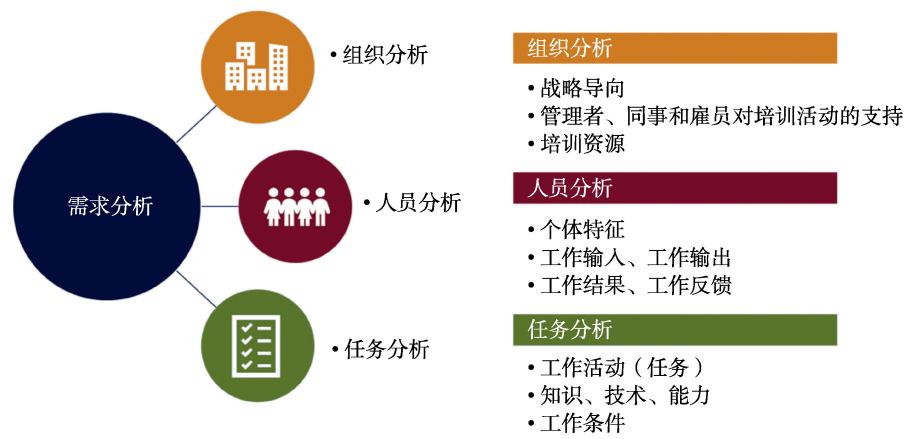 需求分析
• 组织分析
• 人员分析
• 任务分析
组织分析
• 战略导向
• 管理者、同事和雇员对培训活动的支持
• 培训资源
人员分析
• 个体特征
• 工作输入、工作输出
• 工作结果、工作反馈
任务分析
• 工作活动（任务）
• 知识、技术、能力
• 工作条件